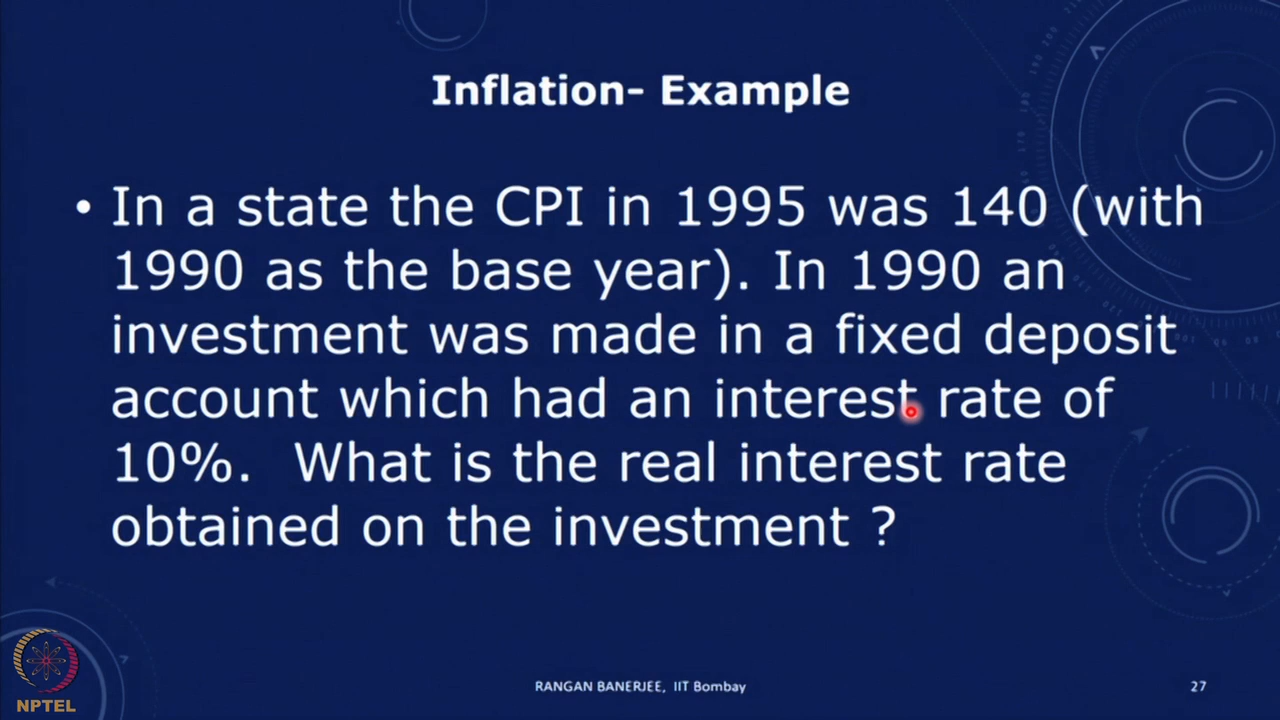 Inflation- Example
• In a state the CPI in 1995 was 140 (with
1990 as the base year). In 1990 an
investment was made in a fixed deposit
account which had an interest rate of
10%. What is the real interest rate
obtained on the investment ?
NPTEL
RANGAN BANERJEE, IIT Bombay
27